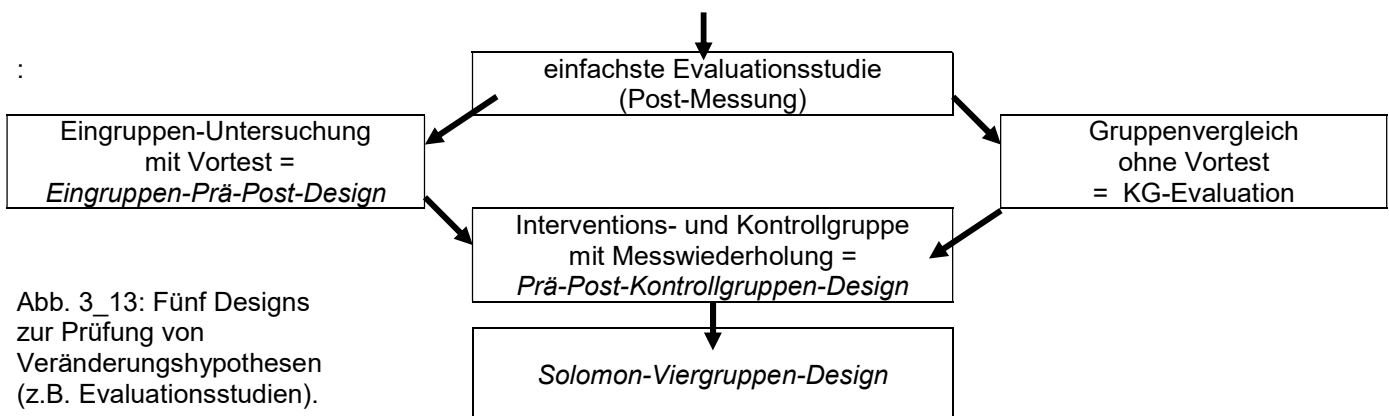 :
einfachste Evaluationsstudie
(Post-Messung)
Eingruppen-Untersuchung
mit Vortest =
Eingruppen-Prä-Post-Design
Gruppenvergleich
ohne Vortest
= KG-Evaluation
Interventions- und Kontrollgruppe
mit Messwiederholung =
Prä-Post-Kontrollgruppen-Design
Abb. 3_13: Fünf Designs
zur Prüfung von
Veränderungshypothesen
(z.B. Evaluationsstudien).
Solomon-Viergruppen-Design